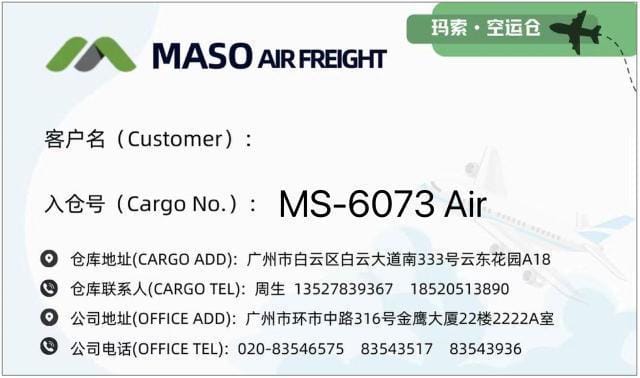 玛索·空运仓
MASO AIR FREIGHT
客户名（Customer）：
入仓号（Cargo No.）： MS-6073 Air
仓库地址(CARGO ADD)：广州市白云区白云大道南333号云东花园A18
仓库联系人(CARGO TEL)：周生 13527839367 18520513890
公司地址(OFFICE ADD)：广州市环市中路316号金鹰大厦22楼2222A室
公司电话(OFFICE TEL)：020-83546575 83543517 83543936